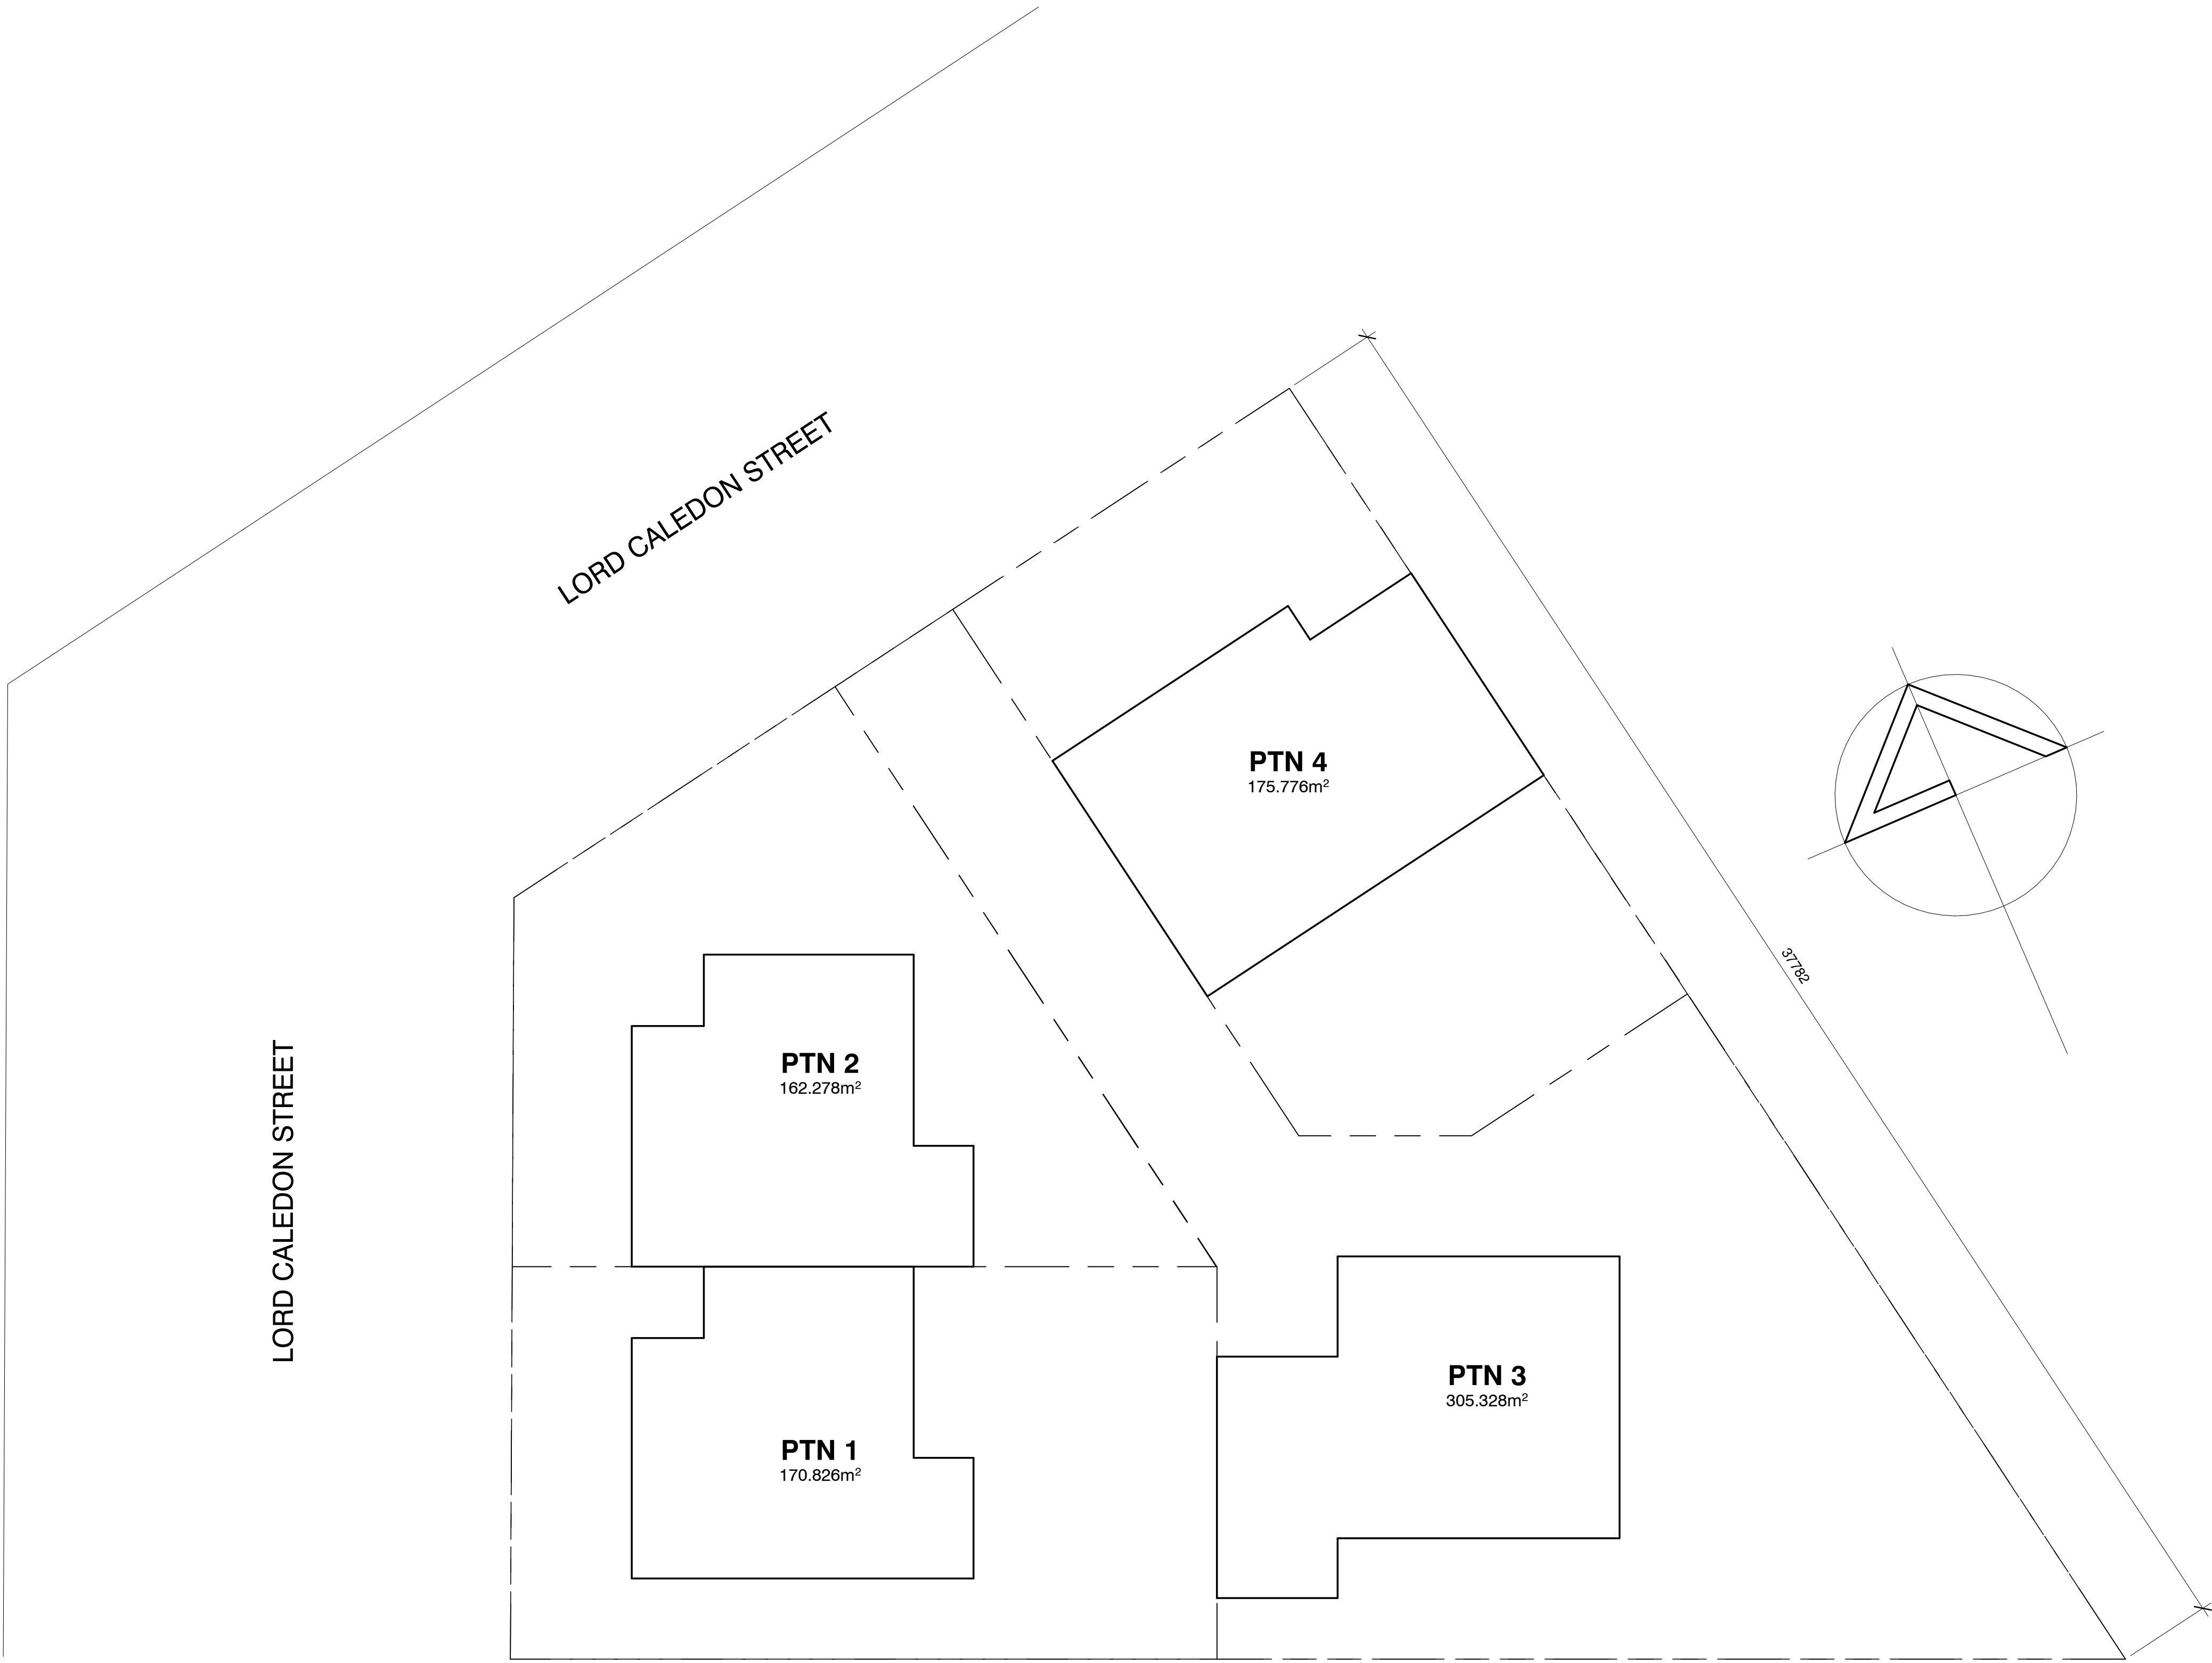 LORD CALEDON STREET
PTN 4
175.776m²
37782
PTN 2
162.278m²
LORD CALEDON STREET
PTN 3
305.328m²
PTN 1
170.826m²